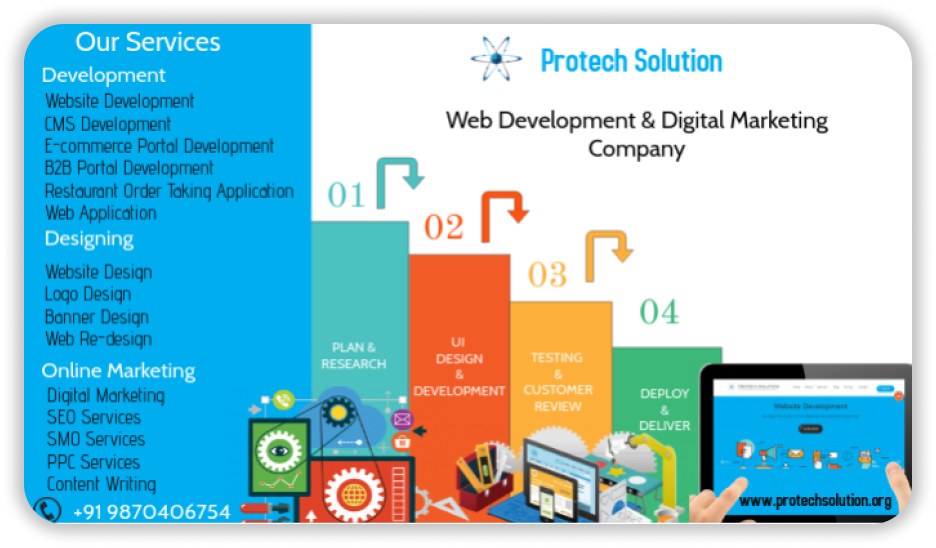 Our Services
Development
Website Development
CMS Development
E-commerce Portal Development
B2B Portal Development
Restaurant Order Taking Application
Web Application
Designing
Website Design
Logo Design
Banner Design
Web Re-design
Online Marketing
Digital Marketing
SEO Services
SMO Services
PPC Services
Content Writing
+91 9870406754
Protech Solution
Web Development & Digital Marketing
Company
01
PLAN &
RESEARCH
02
UI
DESIGN
&
DEVELOPMENT
03
TESTING
&
CUSTOMER
REVIEW
04
DEPLOY
&
DELIVER
PROTECH SOLUTION
Website Development
www.protechsolution.org